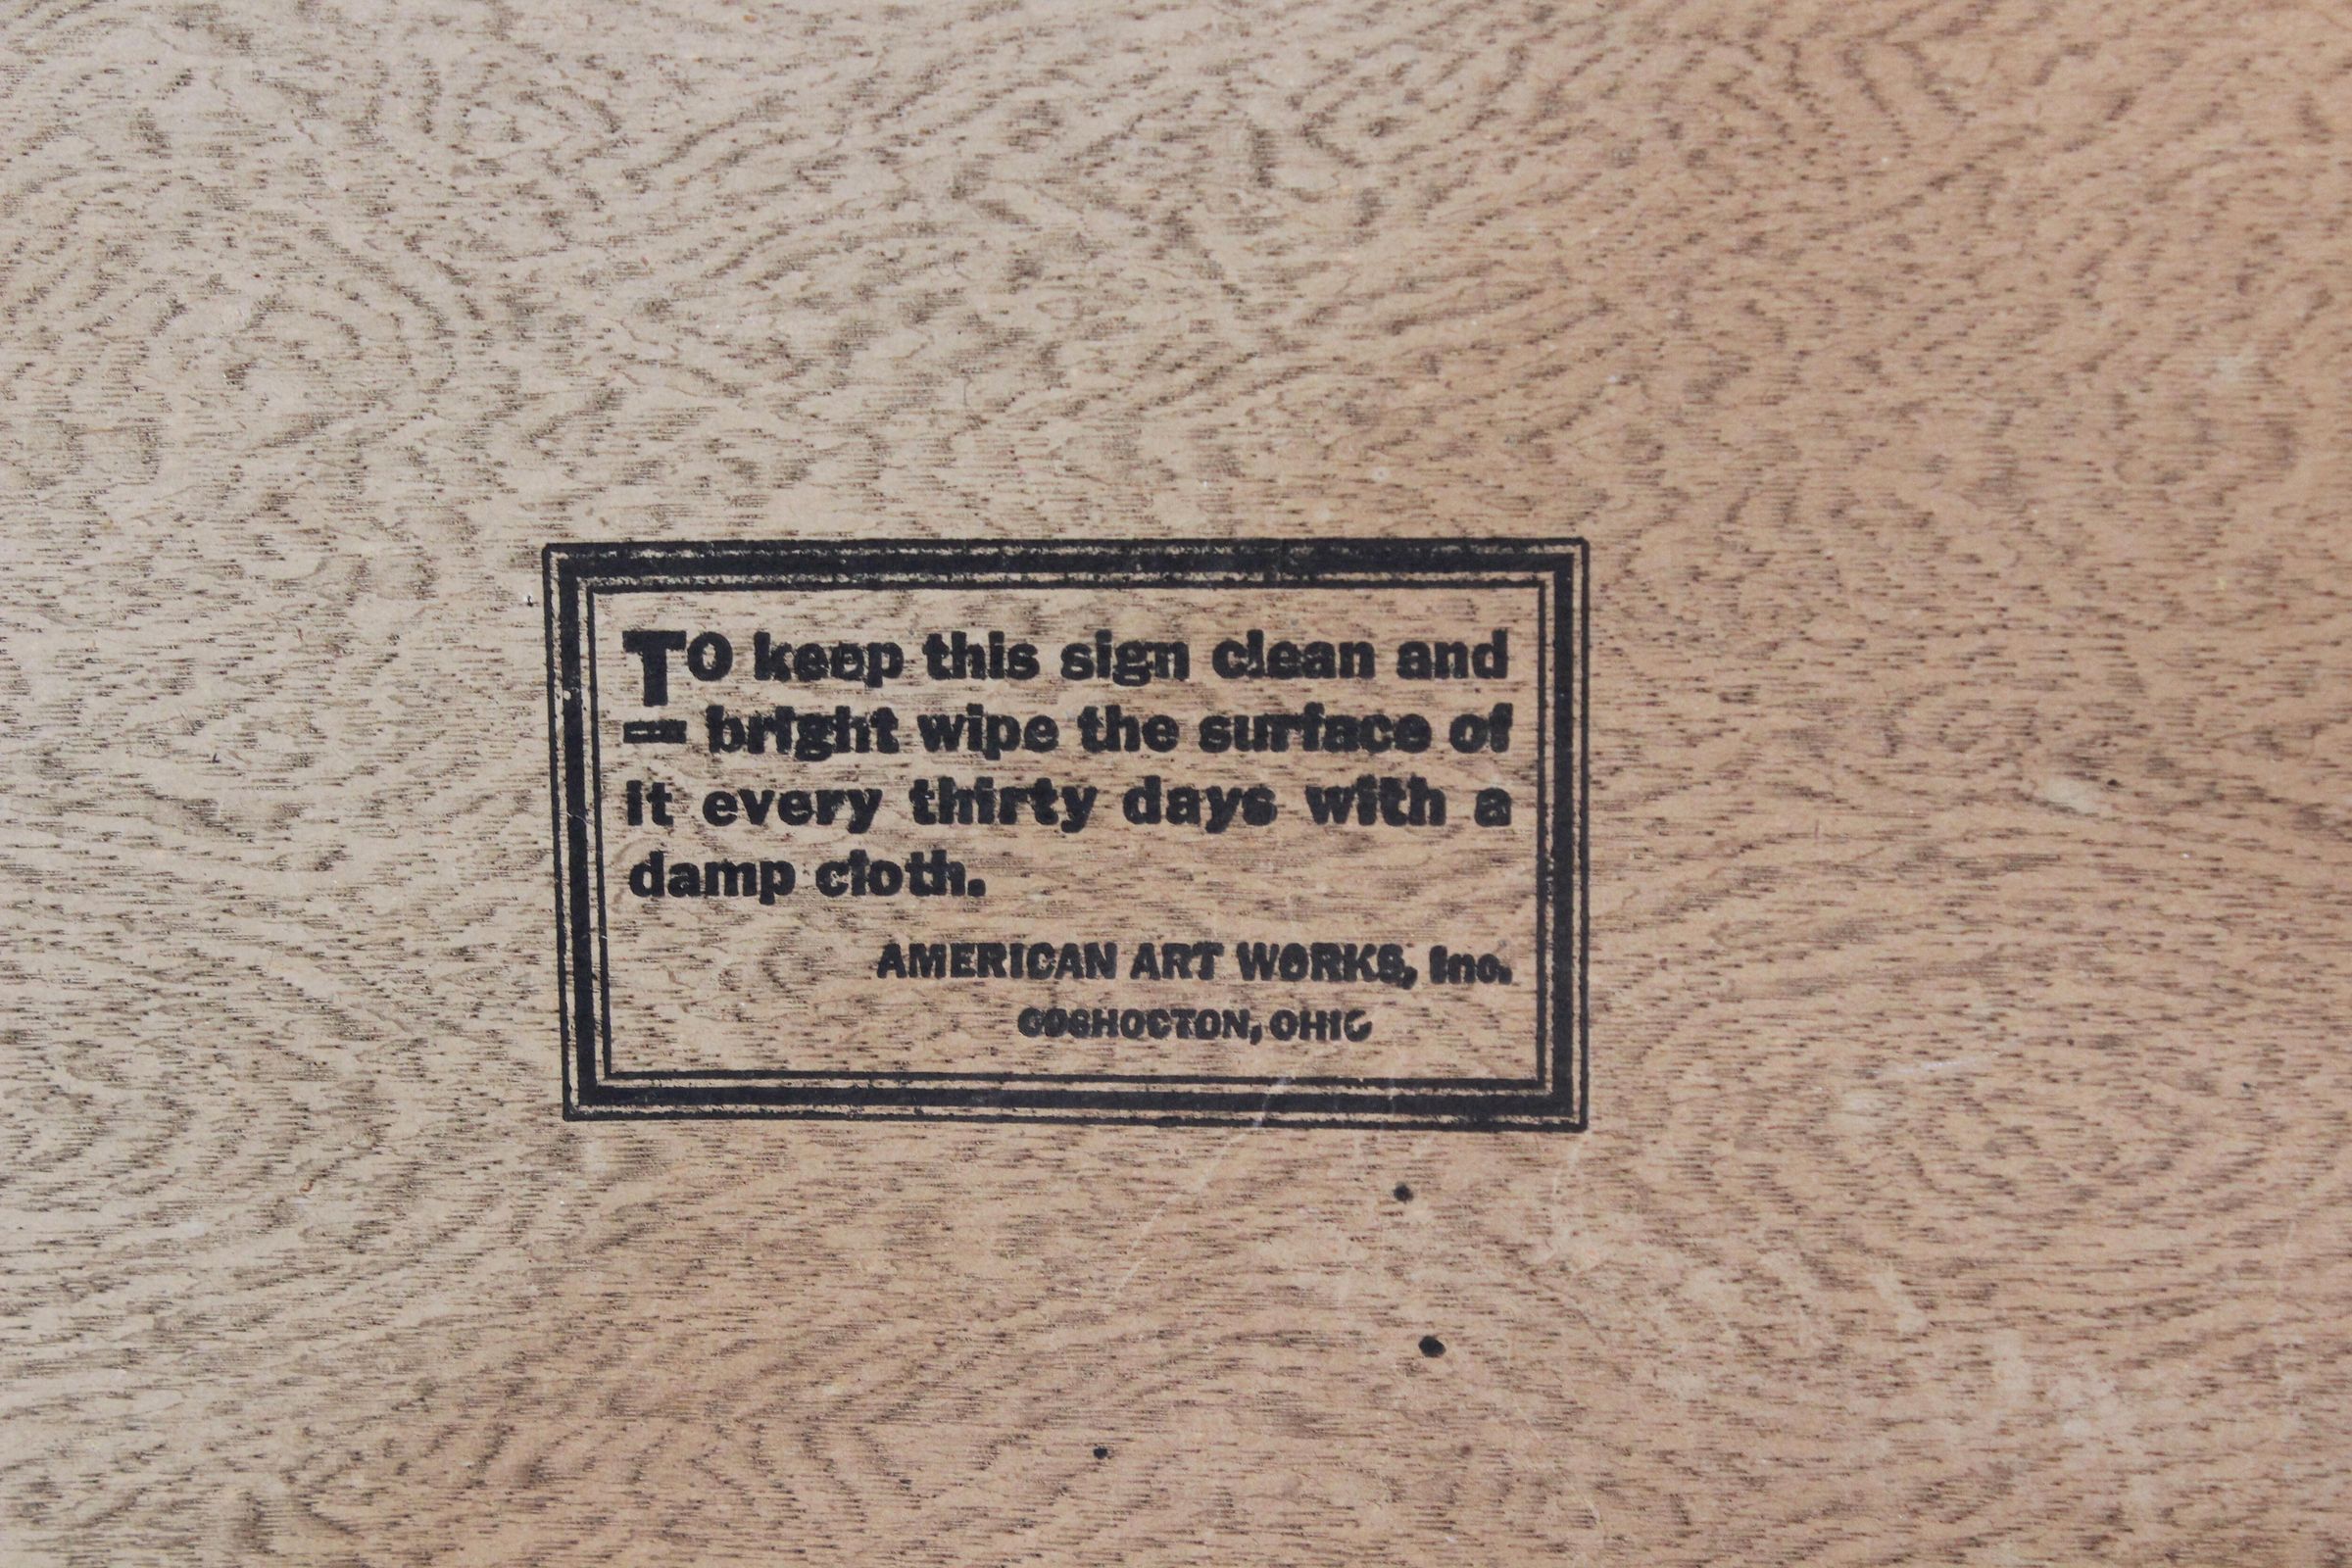 TO keep this sign clean and
bright wipe the surface of
it every thirty days with a
damp cloth.
AMERICAN ART WORKS, Inc.
COSHOCTON, OHIO